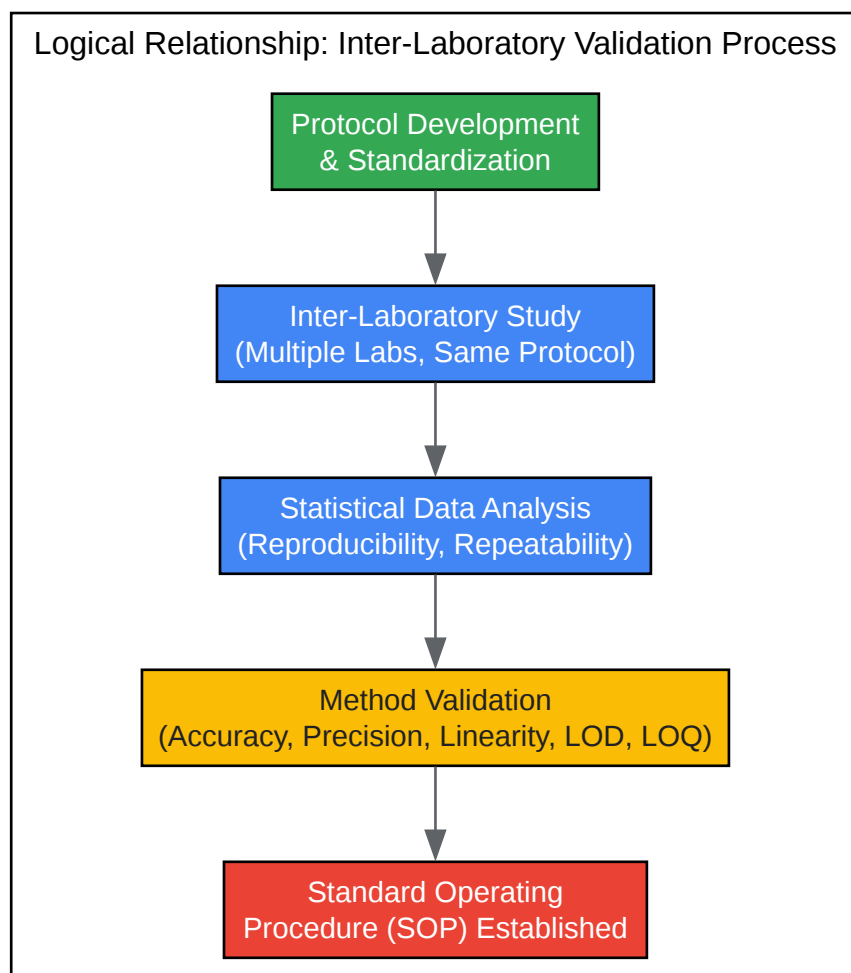 Logical Relationship: Inter-Laboratory Validation Process
Protocol Development
& Standardization
Inter-Laboratory Study
(Multiple Labs, Same Protocol)
Statistical Data Analysis
(Reproducibility, Repeatability)
Method Validation
(Accuracy, Precision, Linearity, LOD, LOQ)
Standard Operating
Procedure (SOP) Established